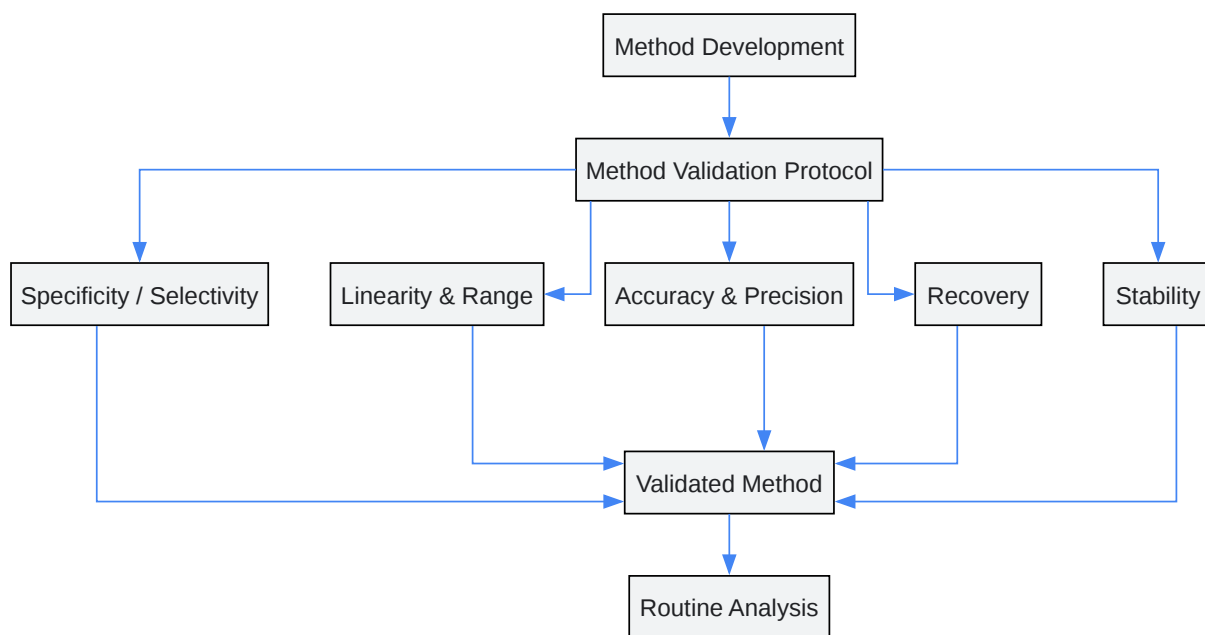 Method Development
Method Validation Protocol
Specificity / Selectivity
Linearity & Range
Accuracy & Precision
Recovery
Stability
Validated Method
Routine Analysis